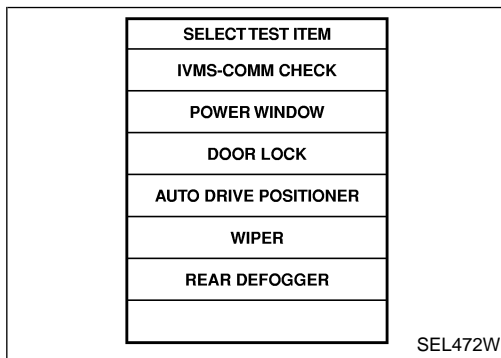 SELECT TEST ITEM
IVMS-COMM CHECK
POWER WINDOW
DOOR LOCK
AUTO DRIVE POSITIONER
WIPER
REAR DEFOGGER
SEL472W